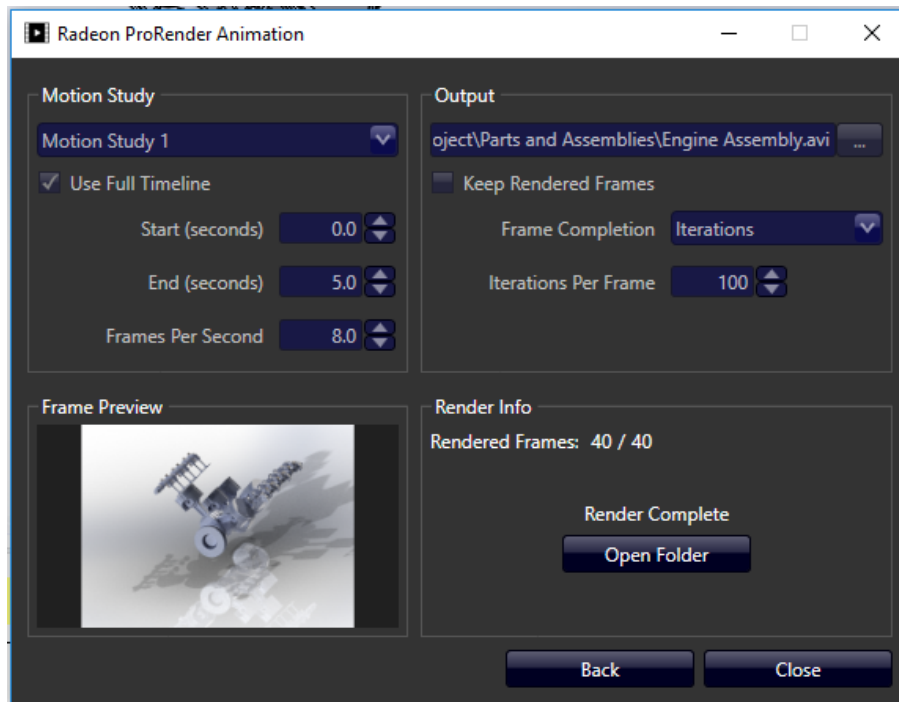 Radeon ProRender Animation
Motion Study
Motion Study 1
Use Full Timeline
Start (seconds) 0.0
End (seconds) 5.0
Frames Per Second 8.0
Output
oject\Parts and Assemblies\Engine Assembly.avi ...
Keep Rendered Frames
Frame Completion Iterations
Iterations Per Frame 100
Frame Preview
Render Info
Rendered Frames: 40 / 40
Render Complete
Open Folder
Back Close